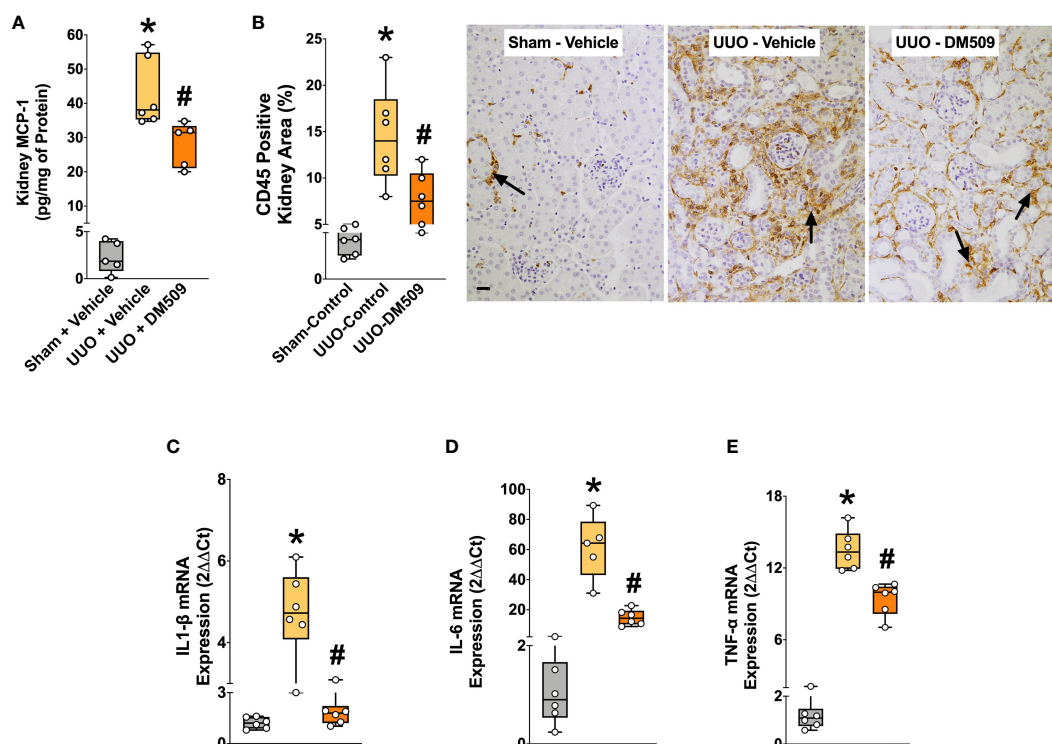 A
Kidney MCP-1
(pg/mg of Protein)
60
50
40
30
20
10
5
0
*
#
Sham + Vehicle
UUO + Vehicle
UUO + DM509
B
CD45 Positive
Kidney Area (%)
25
20
15
10
5
0
*
#
Sham-Control
UUO-Control
UUO-DM509
Sham - Vehicle
UUO - Vehicle
UUO - DM509
C
IL1-β mRNA
Expression (2ΔΔCt)
8
6
4
3
0
*
#
D
IL-6 mRNA
Expression (2ΔΔCt)
100
80
60
40
20
2
0
*
#
E
TNF-α mRNA
Expression (2ΔΔCt)
18
12
6
2
0
*
#